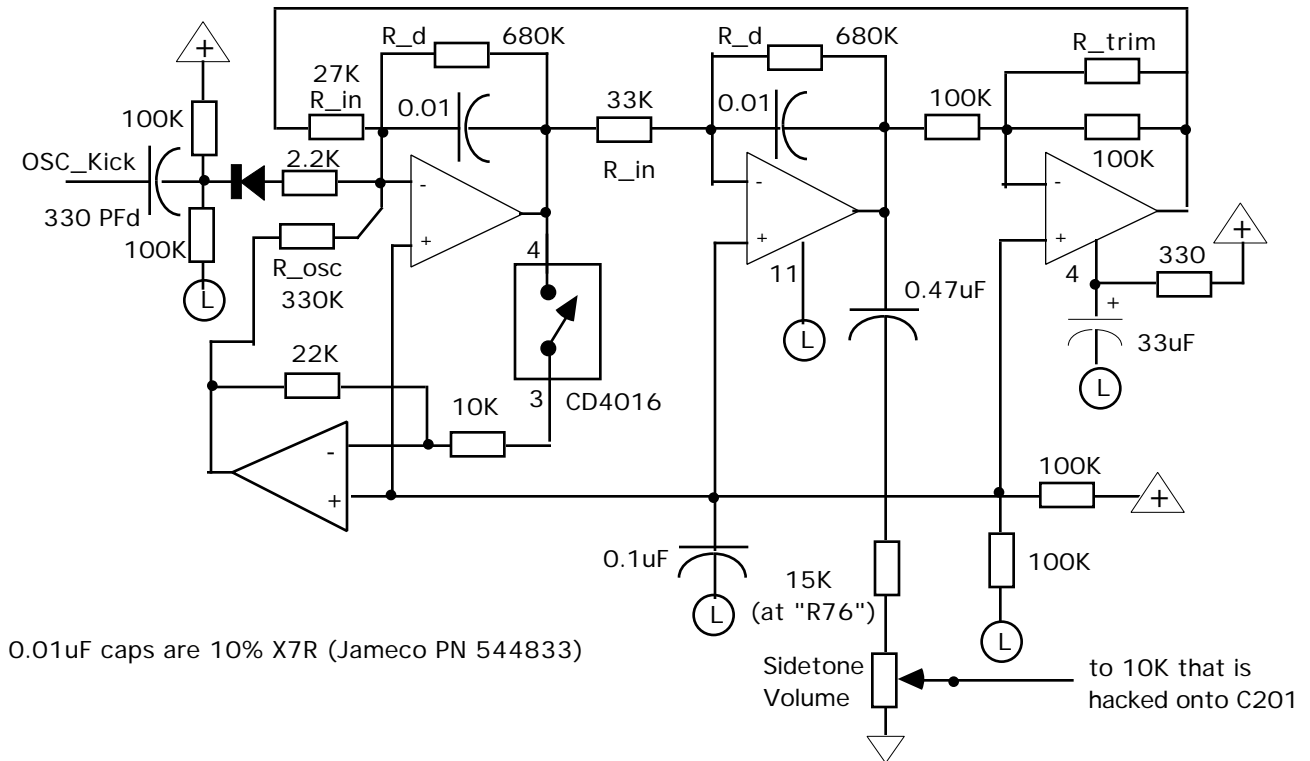 R_d 680K
R_d 680K
R_trim
27K
R_in
0.01
33K
0.01
100K
100K
R_in
100K
OSC_Kick
2.2K
330 PFd
100K
-
+
-
+
-
+
+
+
R_osc
330K
4
11
4
330
L
0.47uF
+
33uF
L
L
22K
3
CD4016
10K
-
+
100K
+
0.1uF
15K
(at "R76")
100K
L
L
0.01uF caps are 10% X7R (Jameco PN 544833)
Sidetone
Volume
to 10K that is
hacked onto C201